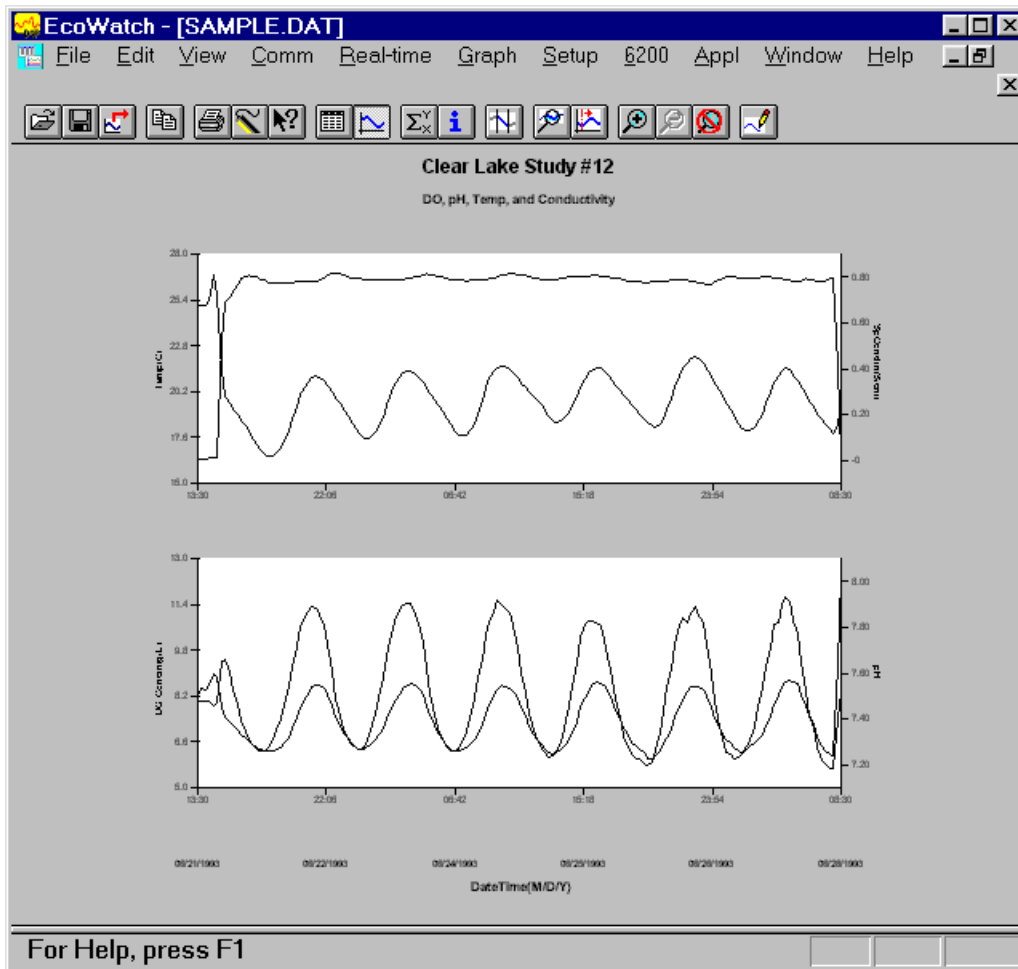 EcoWatch - [SAMPLE.DAT]
File Edit View Comm Real-time Graph Setup 6200 Appl Window Help
Clear Lake Study #12
DO, pH, Temp, and Conductivity
28.0
25.4
22.8
20.2
17.6
15.0
Temp(C)
0.80
0.60
0.40
0.20
-0
13:30 22:06 06:42 15:18 23:54 08:30
13.0
11.4
9.8
8.2
6.6
5.0
8.00
7.80
7.60
7.40
7.20
pH
13:30 22:06 06:42 15:18 23:54 08:30
DateTime(M/D/Y)
For Help, press F1